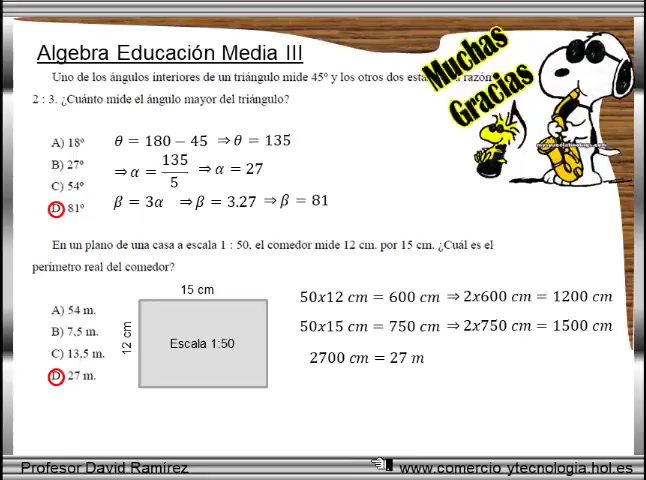 Algebra Educación Media III
Uno de los ángulos interiores de un triángulo mide 45º y los otros dos razón
2 : 3. ¿Cuánto mide el ángulo mayor del triángulo?
Muchas
Gracias
A) 18º
θ = 180 − 45 ⇒ θ = 135
B) 27º
⇒ α = 135/5 ⇒ α = 27
C) 54º
D) 81º
β = 3α ⇒ β = 3.27 ⇒ β = 81
En un plano de una casa a escala 1 : 50, el comedor mide 12 cm. por 15 cm. ¿Cuál es el
perímetro real del comedor?
A) 54 m.
B) 7,5 m.
C) 13,5 m.
D) 27 m.
15 cm
12 cm
Escala 1:50
50x12 cm = 600 cm ⇒ 2x600 cm = 1200 cm
50x15 cm = 750 cm ⇒ 2x750 cm = 1500 cm
2700 cm = 27 m
Profesor David Ramírez
www.comercio ytecnologia.hol.es